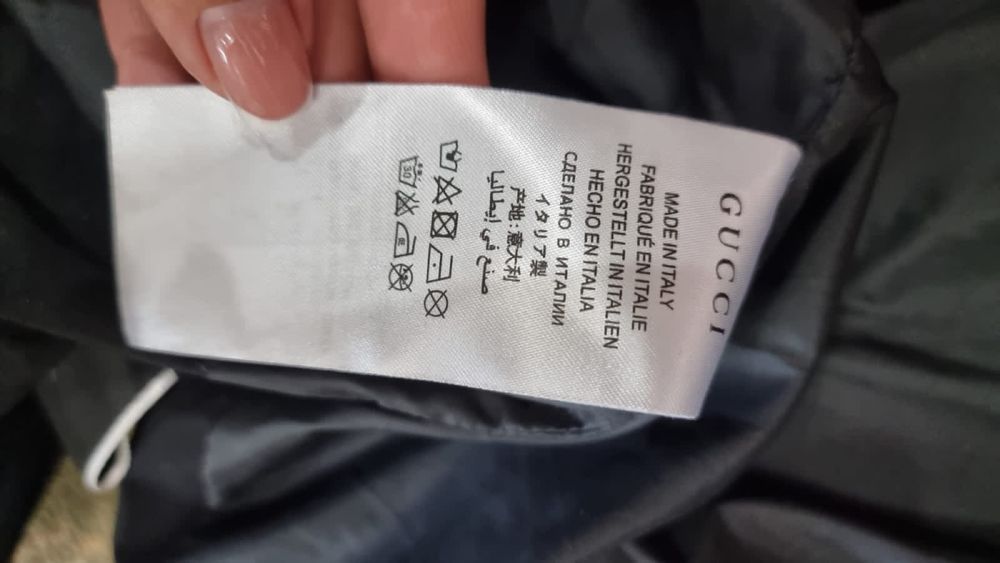 GUCCI
MADE IN ITALY
FABRIQUÉ EN ITALIE
HERGESTELLT IN ITALIEN
HECHO EN ITALIA
СДЕЛАНО В ИТАЛИИ
イタリア製
产地:意大利
صنع في إيطاليا
30